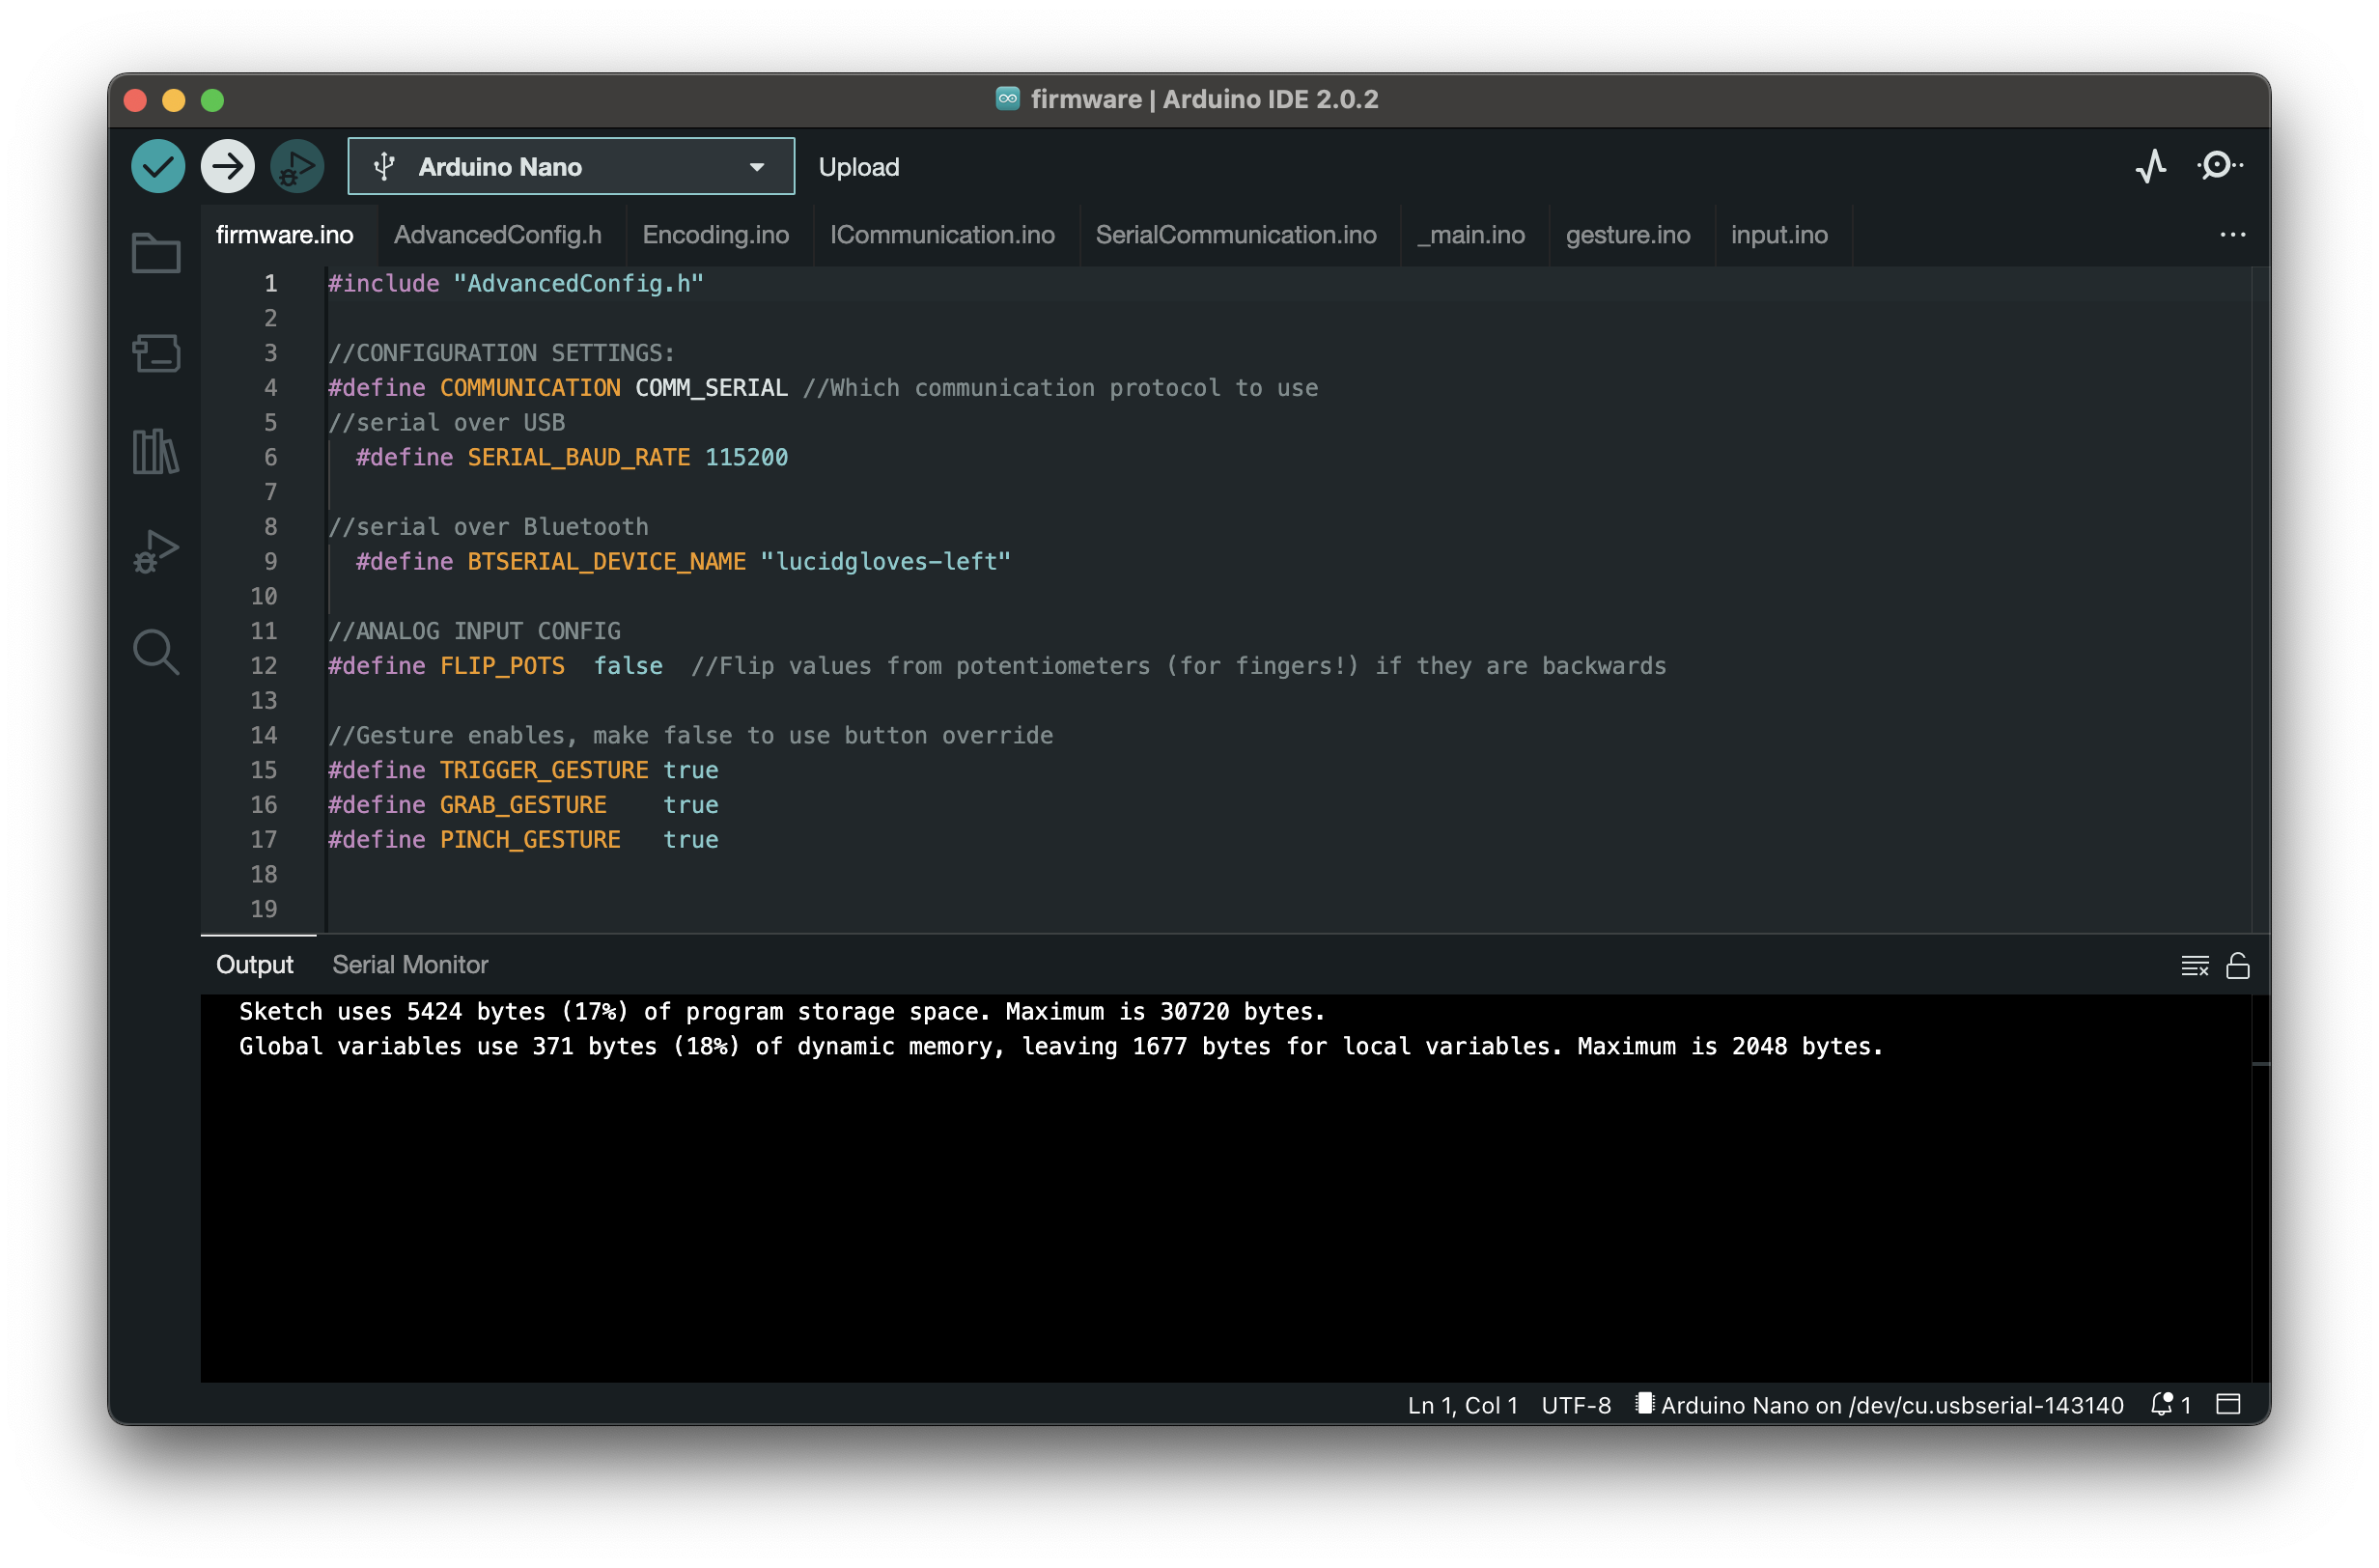 firmware | Arduino IDE 2.0.2
Arduino Nano
Upload
firmware.ino AdvancedConfig.h Encoding.ino ICommunication.ino SerialCommunication.ino _main.ino gesture.ino input.ino ...
1 #include "AdvancedConfig.h"
2
3 //CONFIGURATION SETTINGS:
4 #define COMMUNICATION COMM_SERIAL //Which communication protocol to use
5 //serial over USB
6   #define SERIAL_BAUD_RATE 115200
7
8 //serial over Bluetooth
9   #define BTSERIAL_DEVICE_NAME "lucidgloves-left"
10
11 //ANALOG INPUT CONFIG
12 #define FLIP_POTS  false  //Flip values from potentiometers (for fingers!) if they are backwards
13
14 //Gesture enables, make false to use button override
15 #define TRIGGER_GESTURE true
16 #define GRAB_GESTURE    true
17 #define PINCH_GESTURE   true
18
19
Output Serial Monitor
Sketch uses 5424 bytes (17%) of program storage space. Maximum is 30720 bytes.
Global variables use 371 bytes (18%) of dynamic memory, leaving 1677 bytes for local variables. Maximum is 2048 bytes.
Ln 1, Col 1 UTF-8 Arduino Nano on /dev/cu.usbserial-143140 1